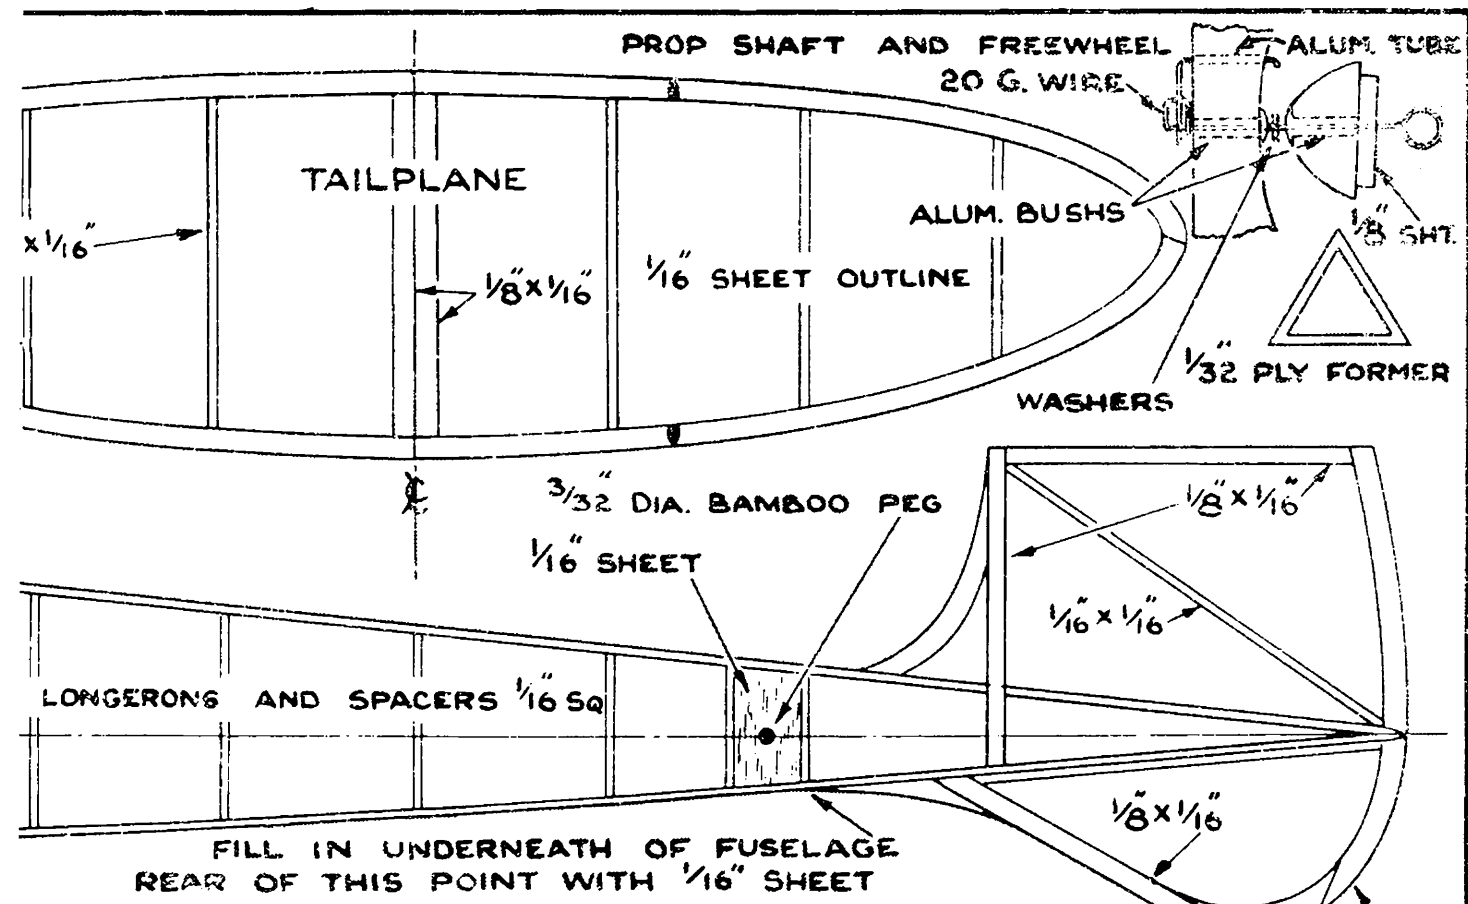 PROP SHAFT AND FREEWHEEL
ALUM. TUBE
20 G. WIRE
TAILPLANE
ALUM. BUSHS
1/8" SHT.
x 1/16"
1/8" x 1/16"
1/16" SHEET OUTLINE
1/32" PLY FORMER
WASHERS
℄
3/32" DIA. BAMBOO PEG
1/8" x 1/16"
1/16" SHEET
1/16" x 1/16"
LONGERONS AND SPACERS 1/16" SQ
1/8" x 1/16"
FILL IN UNDERNEATH OF FUSELAGE
REAR OF THIS POINT WITH 1/16" SHEET